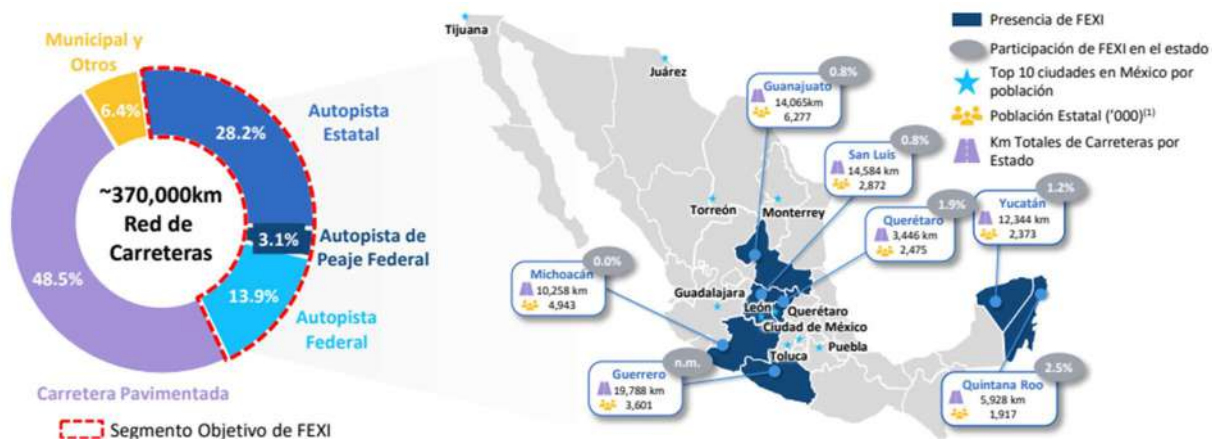 Municipal y
Otros
6.4%
Autopista
Estatal
28.2%
~370,000km
Red de
Carreteras
3.1%
Autopista de
Peaje Federal
48.5%
13.9%
Autopista
Federal
Carretera Pavimentada
Segmento Objetivo de FEXI
Tijuana
Juárez
0.8%
Guanajuato
14,065km
6,277
0.8%
San Luis
14,584 km
2,872
Torreón
Monterrey
1.9%
Querétaro
3,446 km
2,475
1.2%
Yucatán
12,344 km
2,373
0.0%
Michoacán
10,258 km
4,943
Guadalajara
León
Querétaro
Ciudad de México
Toluca
Puebla
n.m.
Guerrero
19,788 km
3,601
2.5%
Quintana Roo
5,928 km
1,917
Presencia de FEXI
Participación de FEXI en el
estado
Top 10 ciudades en México por
población
Población Estatal ('000)(1)
Km Totales de Carreteras por
Estado